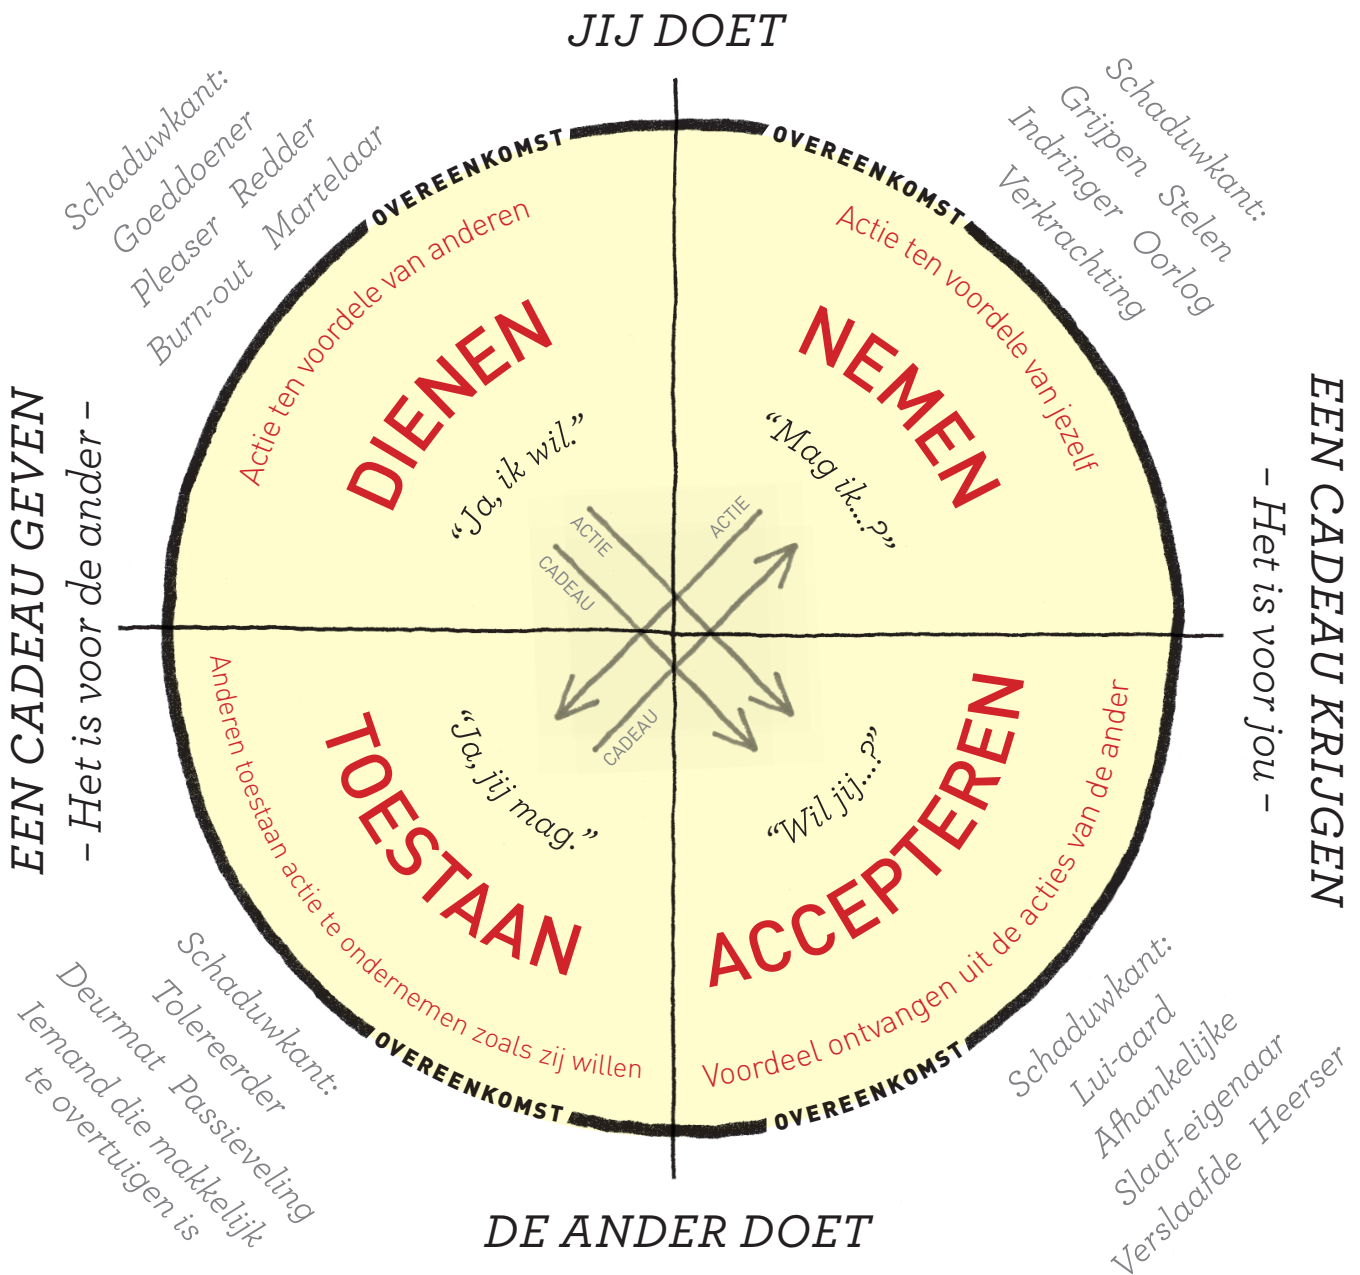 JIJ DOET
Schaduwkant:
Goeddoener
Pleaser Redder
Burn-out Martelaar
Schaduwkant:
Grijpen Stelen
Indringer Oorlog
Verkrachting
OVEREENKOMST
OVEREENKOMST
Actie ten voordele van anderen
DIENEN
“Ja, ik wil.”
Actie ten voordele van jezelf
NEMEN
“Mag ik...?”
EEN CADEAU GEVEN
– Het is voor de ander –
EEN CADEAU KRIJGEN
– Het is voor jou –
ACTIE
CADEAU
ACTIE
CADEAU
“Ja, jij mag.”
TOESTAAN
Anderen toestaan actie te ondernemen zoals zij willen
“Wil jij...?”
ACCEPTEREN
Voordeel ontvangen uit de acties van de ander
OVEREENKOMST
OVEREENKOMST
Schaduwkant:
Tolereerder
Deurmat Passieveling
Iemand die makkelijk
te overtuigen is
Schaduwkant:
Lui-aard
Afhankelijke
Slaaf-eigenaar
Verslaafde Heerser
DE ANDER DOET